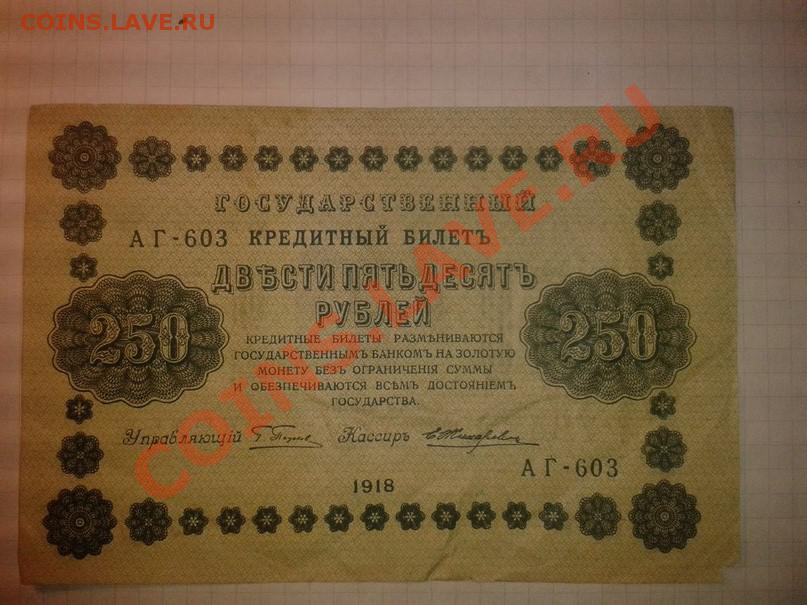 COINS.LAVE.RU
ГОСУДАРСТВЕННЫЙ
АГ-603 КРЕДИТНЫЙ БИЛЕТЪ
ДВѢСТИ ПЯТЬДЕСЯТЪ
РУБЛЕЙ
250
250
КРЕДИТНЫЕ БИЛЕТЫ РАЗМѢНИВАЮТСЯ
ГОСУДАРСТВЕННЫМЪ БАНКОМЪ НА ЗОЛОТУЮ
МОНЕТУ БЕЗЪ ОГРАНИЧЕНІЯ СУММЫ
И ОБЕЗПЕЧИВАЮТСЯ ВСѢМЪ ДОСТОЯНІЕМЪ
ГОСУДАРСТВА.
Управляющій Кассиръ
АГ-603
1918
COINS.LAVE.RU